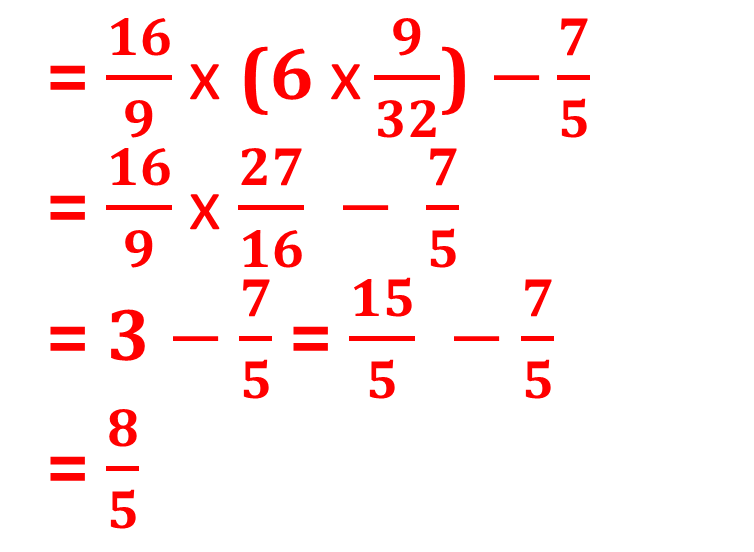 = 16/9 x (6 x 9/32) − 7/5
= 16/9 x 27/16 − 7/5
= 3 − 7/5 = 15/5 − 7/5
= 8/5